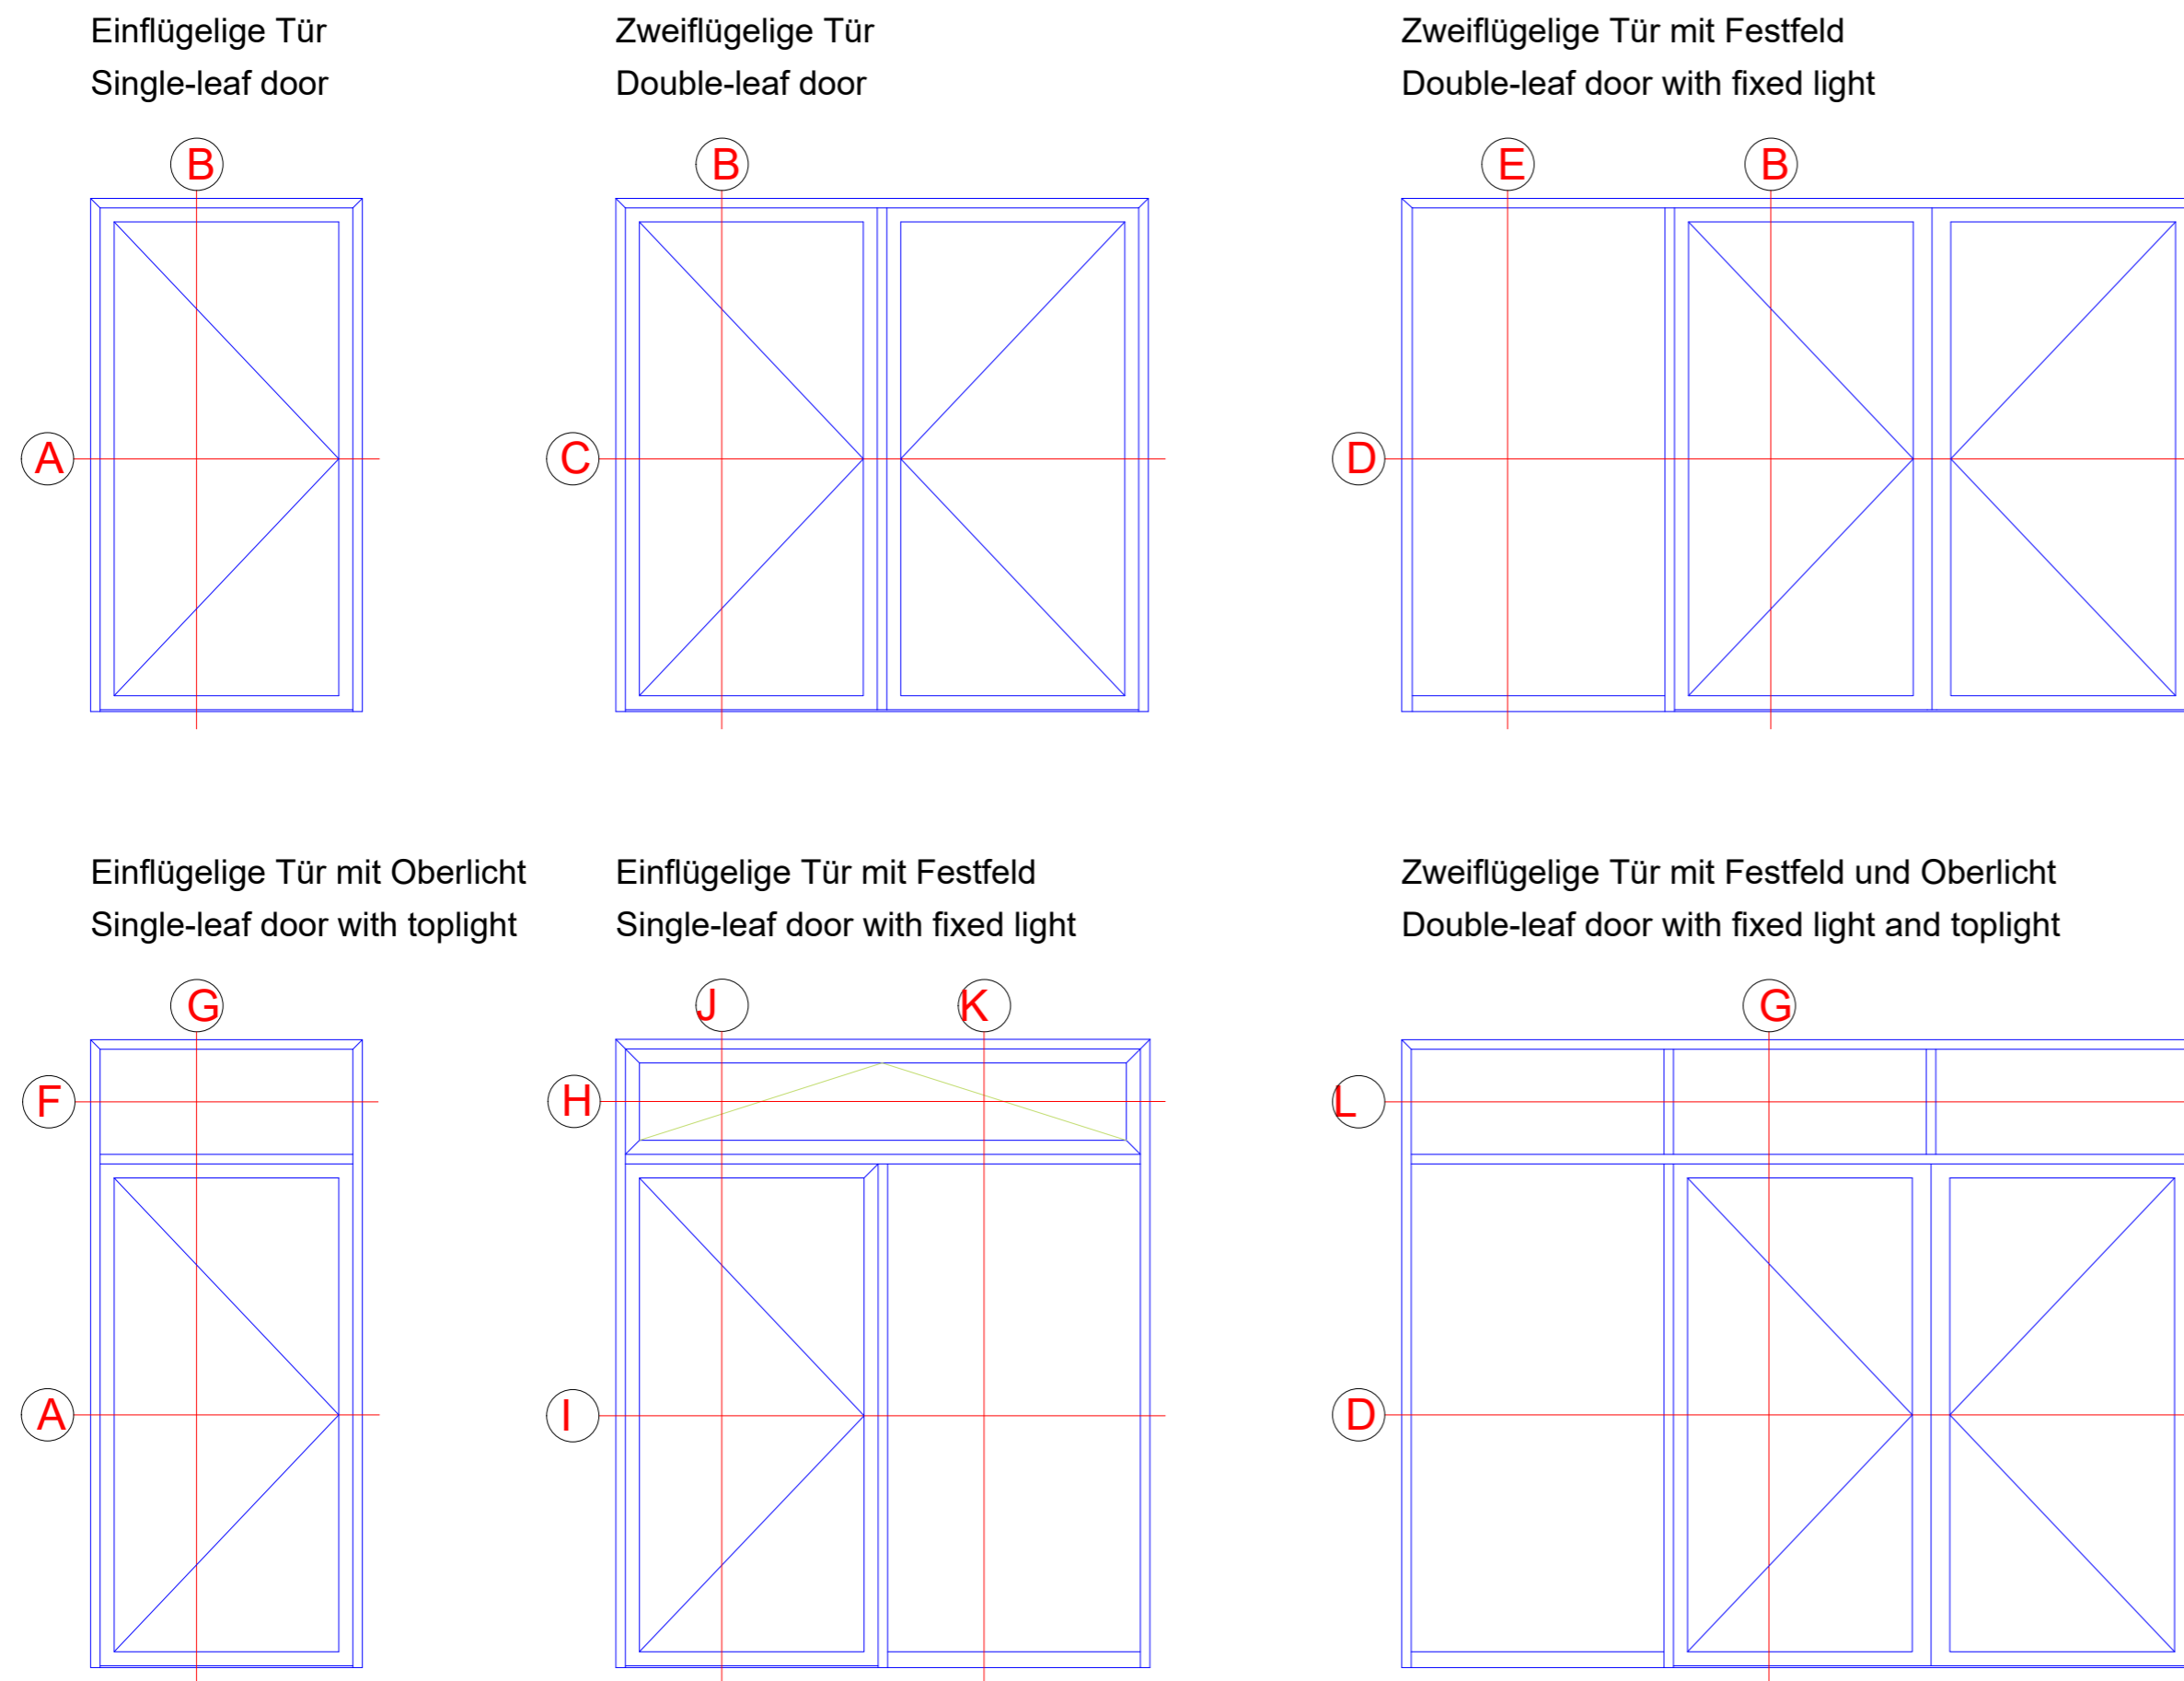 Einflügelige Tür
Single-leaf door
Zweiflügelige Tür
Double-leaf door
Zweiflügelige Tür mit Festfeld
Double-leaf door with fixed light
B
B
E
B
A
C
D
Einflügelige Tür mit Oberlicht
Single-leaf door with toplight
Einflügelige Tür mit Festfeld
Single-leaf door with fixed light
Zweiflügelige Tür mit Festfeld und Oberlicht
Double-leaf door with fixed light and toplight
G
J
K
G
F
H
L
A
I
D